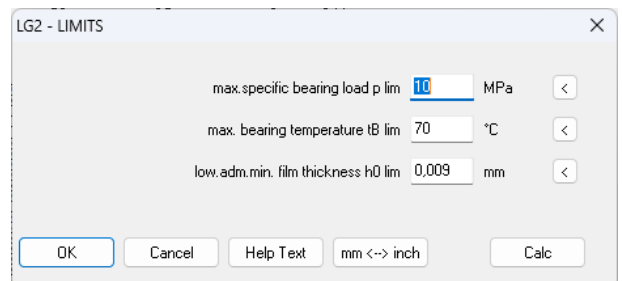 LG2 - LIMITS
max.specific bearing load p lim 10 MPa <
max. bearing temperature tB lim 70 °C <
low.adm.min. film thickness h0 lim 0,009 mm <
OK Cancel Help Text mm <--> inch Calc